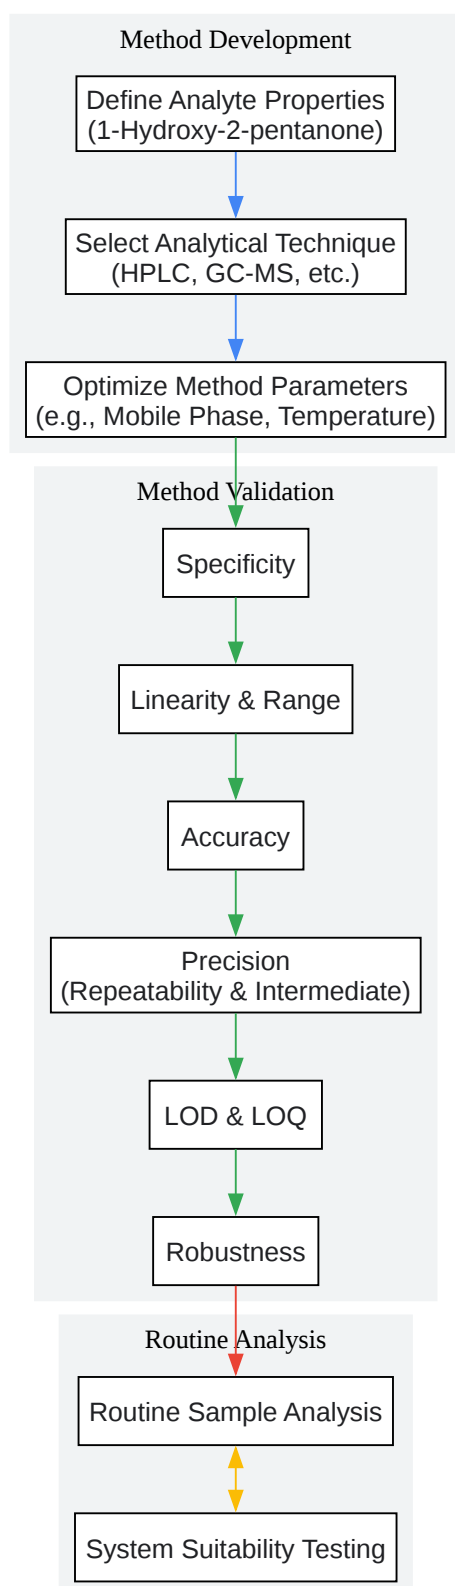 Method Development
Define Analyte Properties
(1-Hydroxy-2-pentanone)
Select Analytical Technique
(HPLC, GC-MS, etc.)
Optimize Method Parameters
(e.g., Mobile Phase, Temperature)
Method Validation
Specificity
Linearity & Range
Accuracy
Precision
(Repeatability & Intermediate)
LOD & LOQ
Robustness
Routine Analysis
Routine Sample Analysis
System Suitability Testing